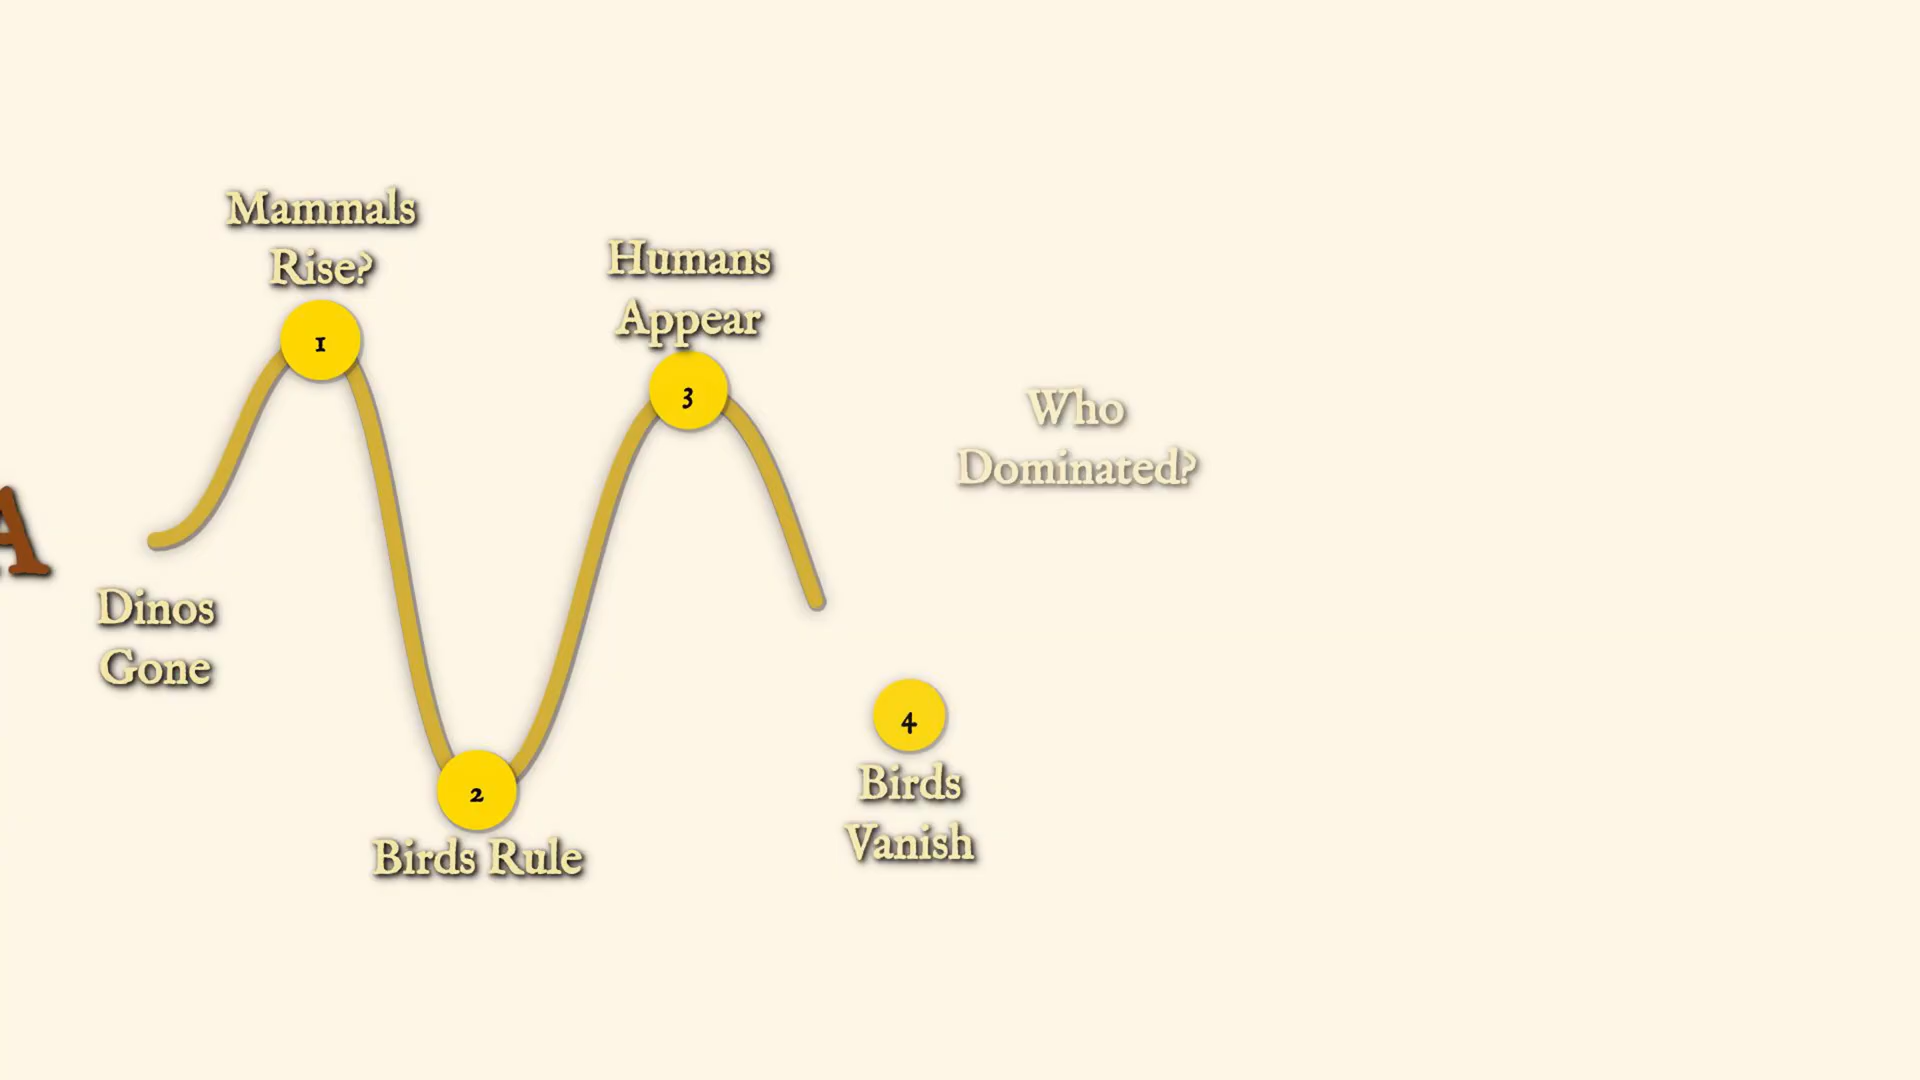 A
Dinos
Gone
Mammals
Rise?
1
2
Birds Rule
Humans
Appear
3
4
Birds
Vanish
Who
Dominated?